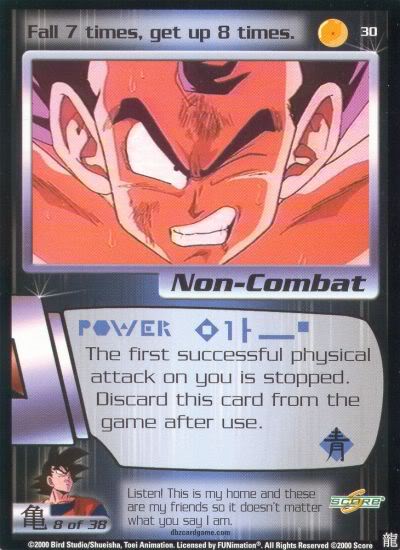 Fall 7 times, get up 8 times. 30
Non-Combat
POWER
The first successful physical
attack on you is stopped.
Discard this card from the
game after use.
青
Listen! This is my home and these
are my friends so it doesn't matter
what you say I am.
亀 8 of 38
SCORE
dbzcardgame.com
龍
©2000 Bird Studio/Shueisha, Toei Animation. Licensed by FUNimation®. All Rights Reserved ©2000 Score